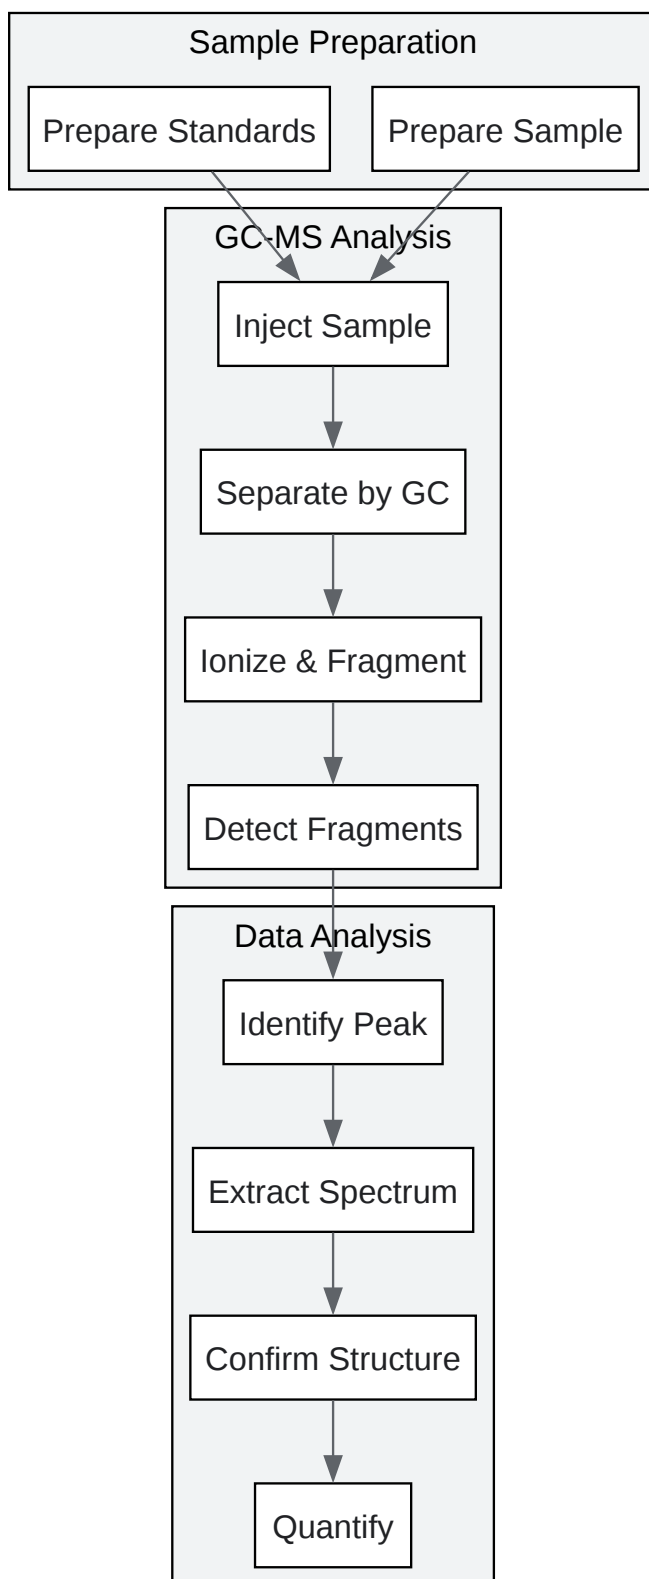 Sample Preparation
Prepare Standards
Prepare Sample
GC-MS Analysis
Inject Sample
Separate by GC
Ionize & Fragment
Detect Fragments
Data Analysis
Identify Peak
Extract Spectrum
Confirm Structure
Quantify